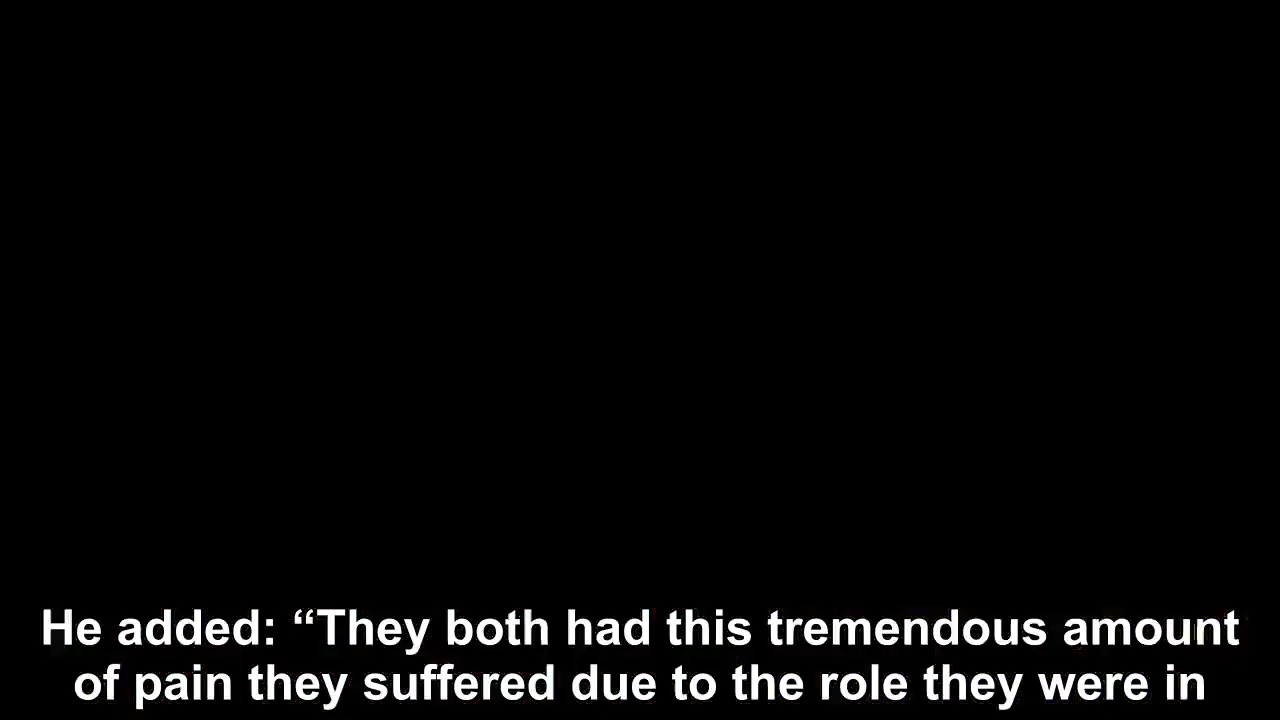 He added: “They both had this tremendous amount
of pain they suffered due to the role they were in